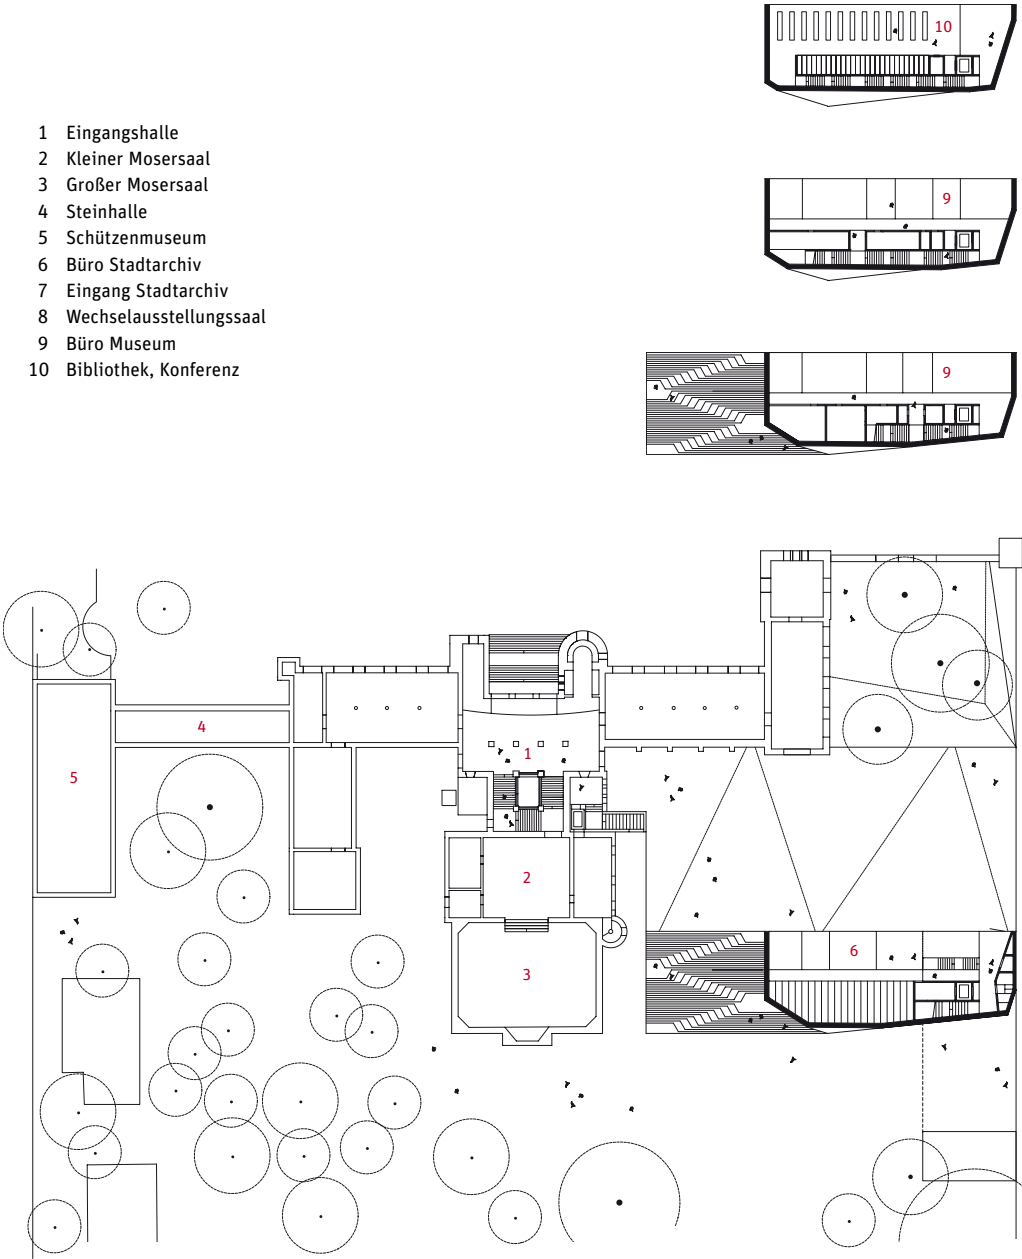 10
1 Eingangshalle
2 Kleiner Mosersaal
3 Großer Mosersaal
4 Steinhalle
5 Schützenmuseum
6 Büro Stadtarchiv
7 Eingang Stadtarchiv
8 Wechselausstellungssaal
9 Büro Museum
10 Bibliothek, Konferenz
9
9
4
1
5
2
6
3